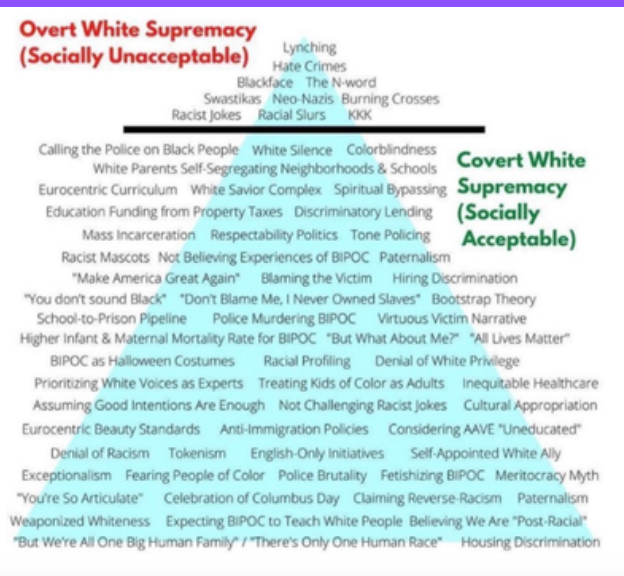 Overt White Supremacy
(Socially Unacceptable)
Lynching
Hate Crimes
Blackface The N-word
Swastikas Neo-Nazis Burning Crosses
Racist Jokes Racial Slurs KKK
Calling the Police on Black People White Silence Colorblindness
White Parents Self-Segregating Neighborhoods & Schools
Eurocentric Curriculum White Savior Complex Spiritual Bypassing
Education Funding from Property Taxes Discriminatory Lending
Mass Incarceration Respectability Politics Tone Policing
Covert White
Supremacy
(Socially
Acceptable)
Racist Mascots Not Believing Experiences of BIPOC Paternalism
"Make America Great Again" Blaming the Victim Hiring Discrimination
"You don't sound Black" "Don't Blame Me, I Never Owned Slaves" Bootstrap Theory
School-to-Prison Pipeline Police Murdering BIPOC Virtuous Victim Narrative
Higher Infant & Maternal Mortality Rate for BIPOC "But What About Me?" "All Lives Matter"
BIPOC as Halloween Costumes Racial Profiling Denial of White Privilege
Prioritizing White Voices as Experts Treating Kids of Color as Adults Inequitable Healthcare
Assuming Good Intentions Are Enough Not Challenging Racist Jokes Cultural Appropriation
Eurocentric Beauty Standards Anti-Immigration Policies Considering AAVE "Uneducated"
Denial of Racism Tokenism English-Only Initiatives Self-Appointed White Ally
Exceptionalism Fearing People of Color Police Brutality Fetishizing BIPOC Meritocracy Myth
"You're So Articulate" Celebration of Columbus Day Claiming Reverse-Racism Paternalism
Weaponized Whiteness Expecting BIPOC to Teach White People Believing We Are "Post-Racial"
"But We're All One Big Human Family" / "There's Only One Human Race" Housing Discrimination